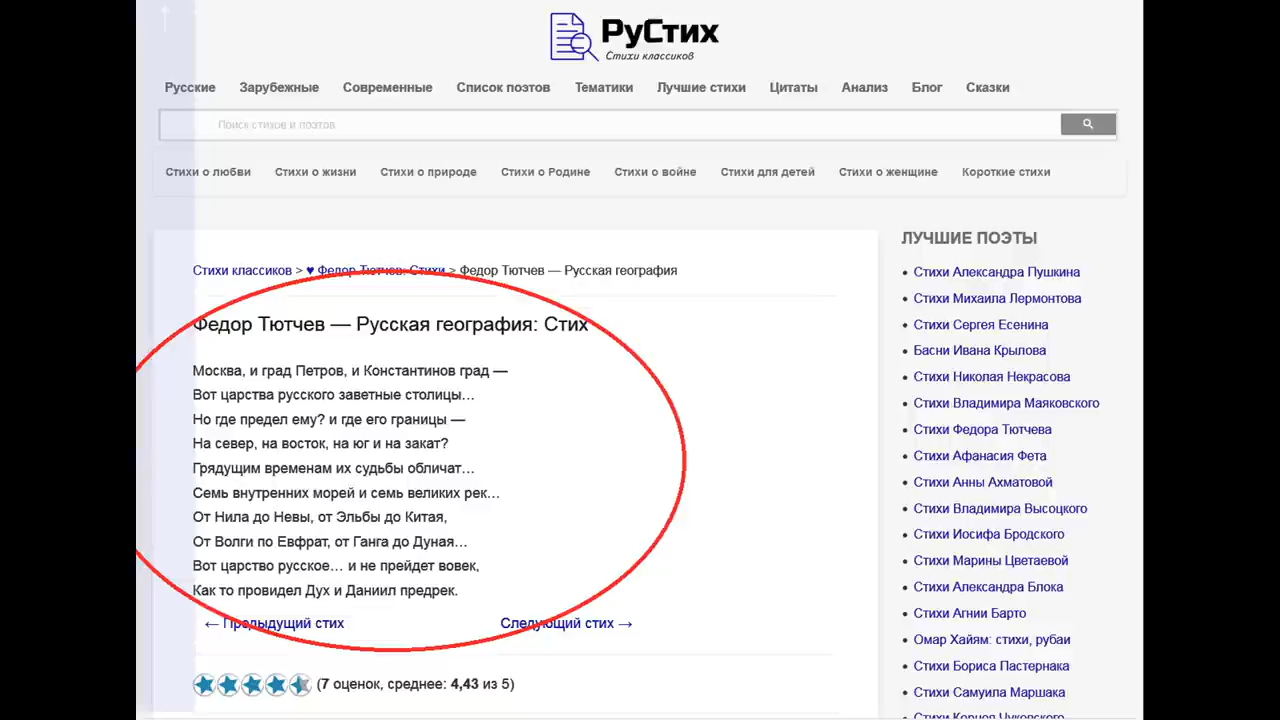 РуСтих
Стихи классиков
Русские Зарубежные Современные Список поэтов Тематики Лучшие стихи Цитаты Анализ Блог Сказки
Поиск стихов и поэтов
Стихи о любви Стихи о жизни Стихи о природе Стихи о Родине Стихи о войне Стихи для детей Стихи о женщине Короткие стихи
Стихи классиков > ♥ Федор Тютчев: Стихи > Федор Тютчев — Русская география
Федор Тютчев — Русская география: Стих
Москва, и град Петров, и Константинов град —
Вот царства русского заветные столицы…
Но где предел ему? и где его границы —
На север, на восток, на юг и на закат?
Грядущим временам их судьбы обличат…
Семь внутренних морей и семь великих рек…
От Нила до Невы, от Эльбы до Китая,
От Волги по Евфрат, от Ганга до Дуная…
Вот царство русское… и не прейдет вовек,
Как то провидел Дух и Даниил предрек.
← Предыдущий стих Следующий стих →
(7 оценок, среднее: 4,43 из 5)
ЛУЧШИЕ ПОЭТЫ
Стихи Александра Пушкина
Стихи Михаила Лермонтова
Стихи Сергея Есенина
Басни Ивана Крылова
Стихи Николая Некрасова
Стихи Владимира Маяковского
Стихи Федора Тютчева
Стихи Афанасия Фета
Стихи Анны Ахматовой
Стихи Владимира Высоцкого
Стихи Иосифа Бродского
Стихи Марины Цветаевой
Стихи Александра Блока
Стихи Агнии Барто
Омар Хайям: стихи, рубаи
Стихи Бориса Пастернака
Стихи Самуила Маршака
Стихи Корнея Чуковского